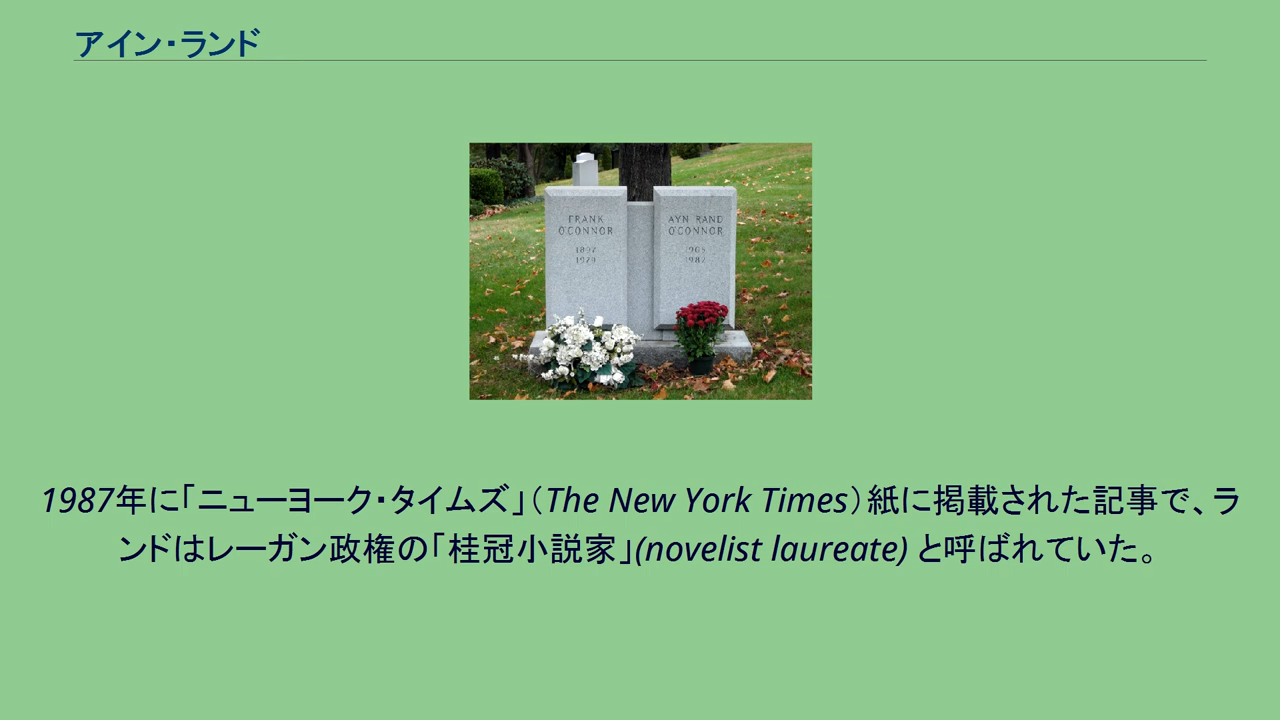 アイン・ランド
FRANK
O'CONNOR
1897
1979
AYN RAND
O'CONNOR
1905
1982
1987年に「ニューヨーク・タイムズ」（The New York Times）紙に掲載された記事で、ラ
ンドはレーガン政権の「桂冠小説家」(novelist laureate) と呼ばれていた。